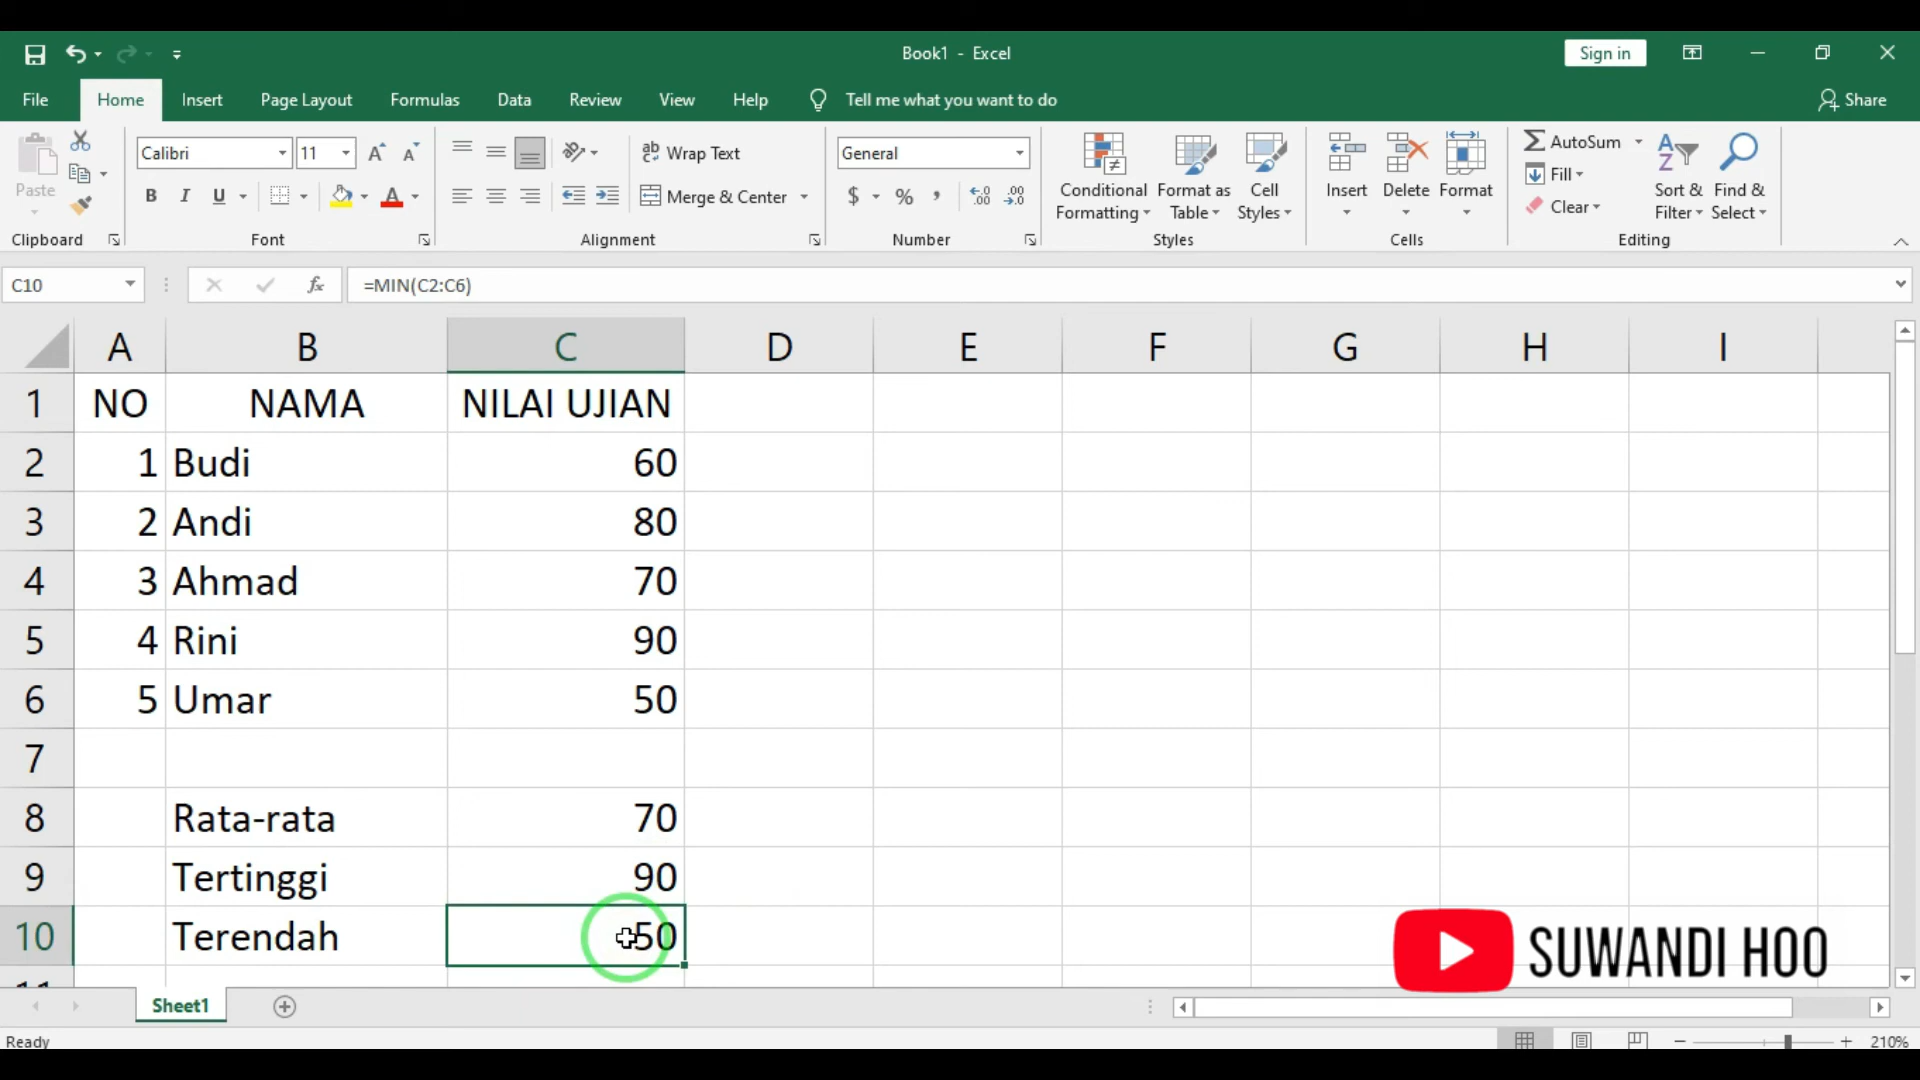 Book1 - Excel
Sign in
File Home Insert Page Layout Formulas Data Review View Help Tell me what you want to do Share
Paste
Calibri 11
Wrap Text
Merge & Center
General
Conditional Formatting
Format as Table
Cell Styles
Insert
Delete
Format
AutoSum
Fill
Clear
Sort & Filter
Find & Select
Clipboard Font Alignment Number Styles Cells Editing
C10 fx =MIN(C2:C6)
A B C D E F G H I
1 NO NAMA NILAI UJIAN
2 1 Budi 60
3 2 Andi 80
4 3 Ahmad 70
5 4 Rini 90
6 5 Umar 50
7
8 Rata-rata 70
9 Tertinggi 90
10 Terendah 50
SUWANDI HOO
Sheet1
Ready 210%